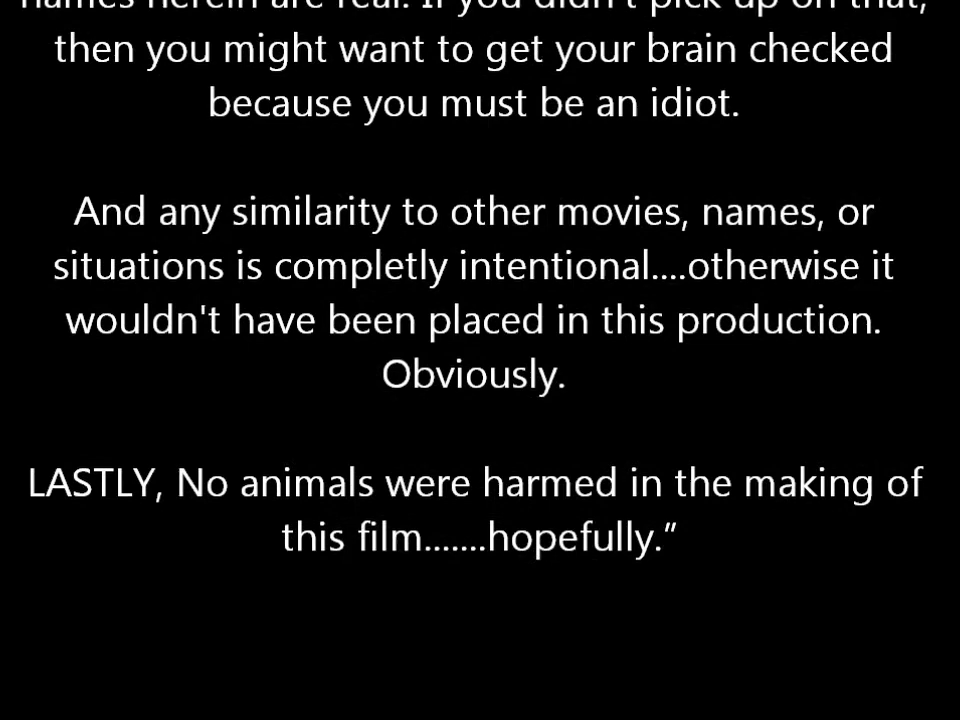 names herein are real. If you didn't pick up on that,
then you might want to get your brain checked
because you must be an idiot.
And any similarity to other movies, names, or
situations is completly intentional....otherwise it
wouldn't have been placed in this production.
Obviously.
LASTLY, No animals were harmed in the making of
this film.......hopefully.”